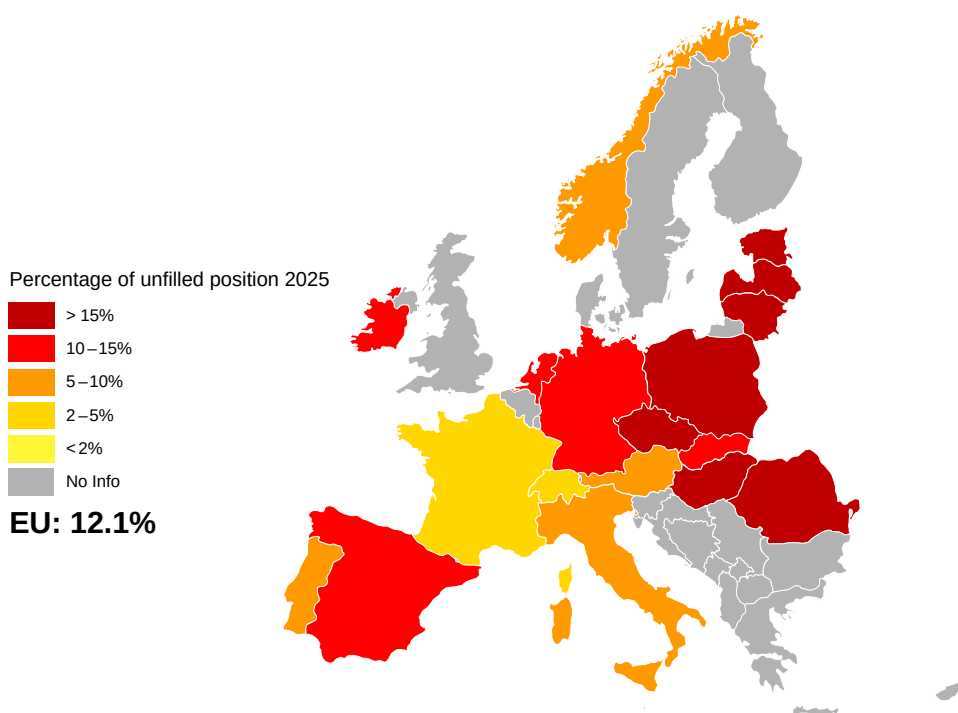 Percentage of unfilled position 2025
> 15%
10–15%
5–10%
2–5%
<2%
No Info
EU: 12.1%